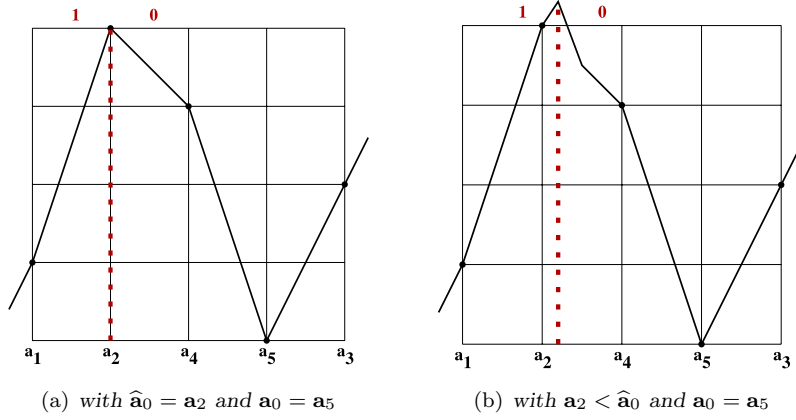 1 0 1 0
a₁ a₂ a₄ a₅ a₃ a₁ a₂ a₄ a₅ a₃
(a) with â₀ = a₂ and a₀ = a₅ (b) with a₂ < â₀ and a₀ = a₅